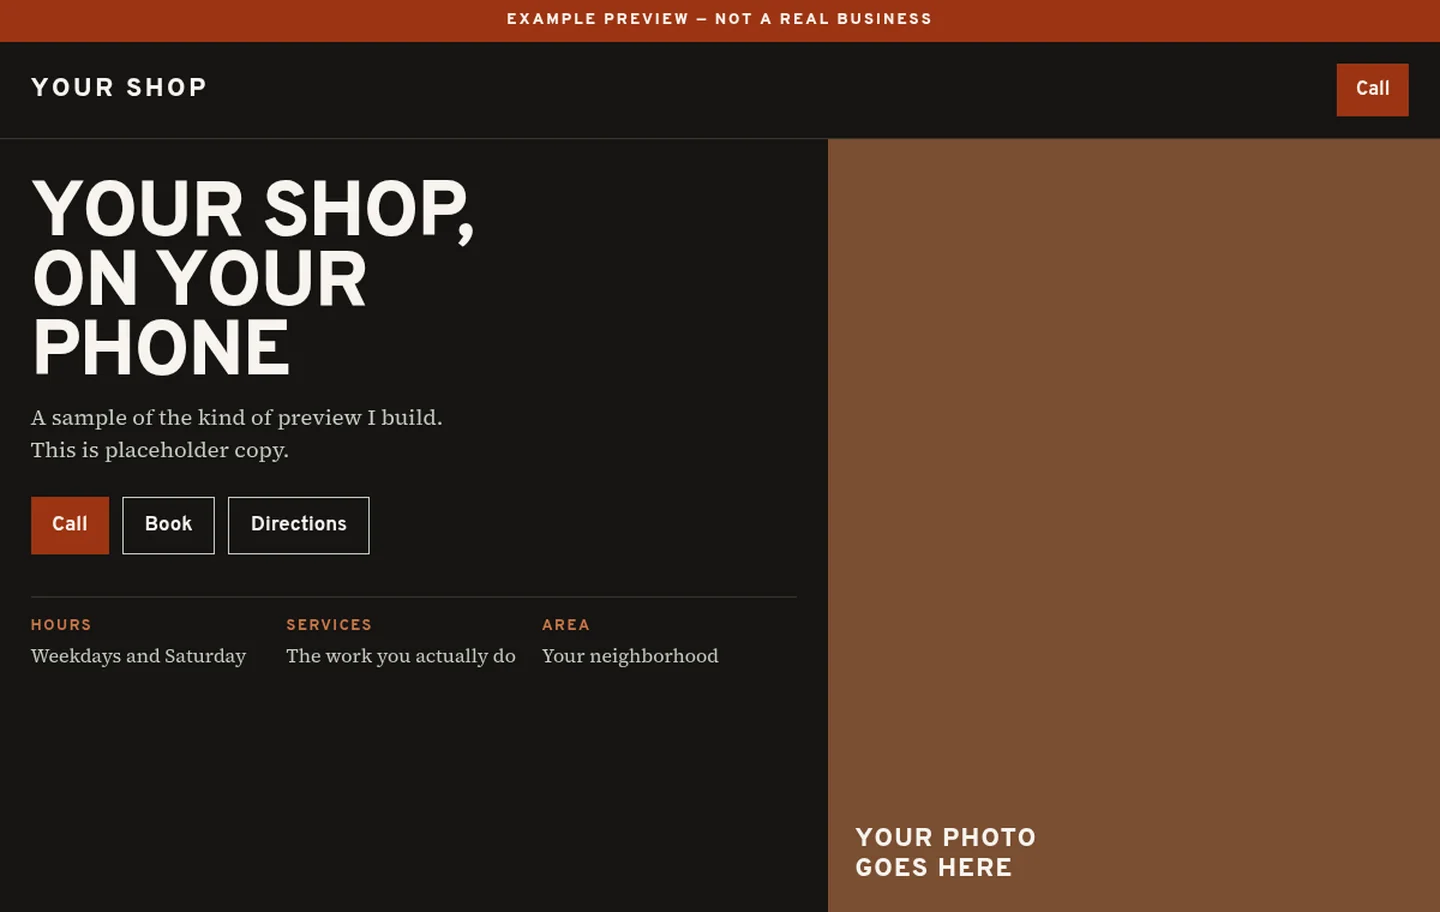 EXAMPLE PREVIEW — NOT A REAL BUSINESS
YOUR SHOP
Call
YOUR SHOP,
ON YOUR
PHONE
A sample of the kind of preview I build.
This is placeholder copy.
Call
Book
Directions
HOURS
Weekdays and Saturday
SERVICES
The work you actually do
AREA
Your neighborhood
YOUR PHOTO
GOES HERE